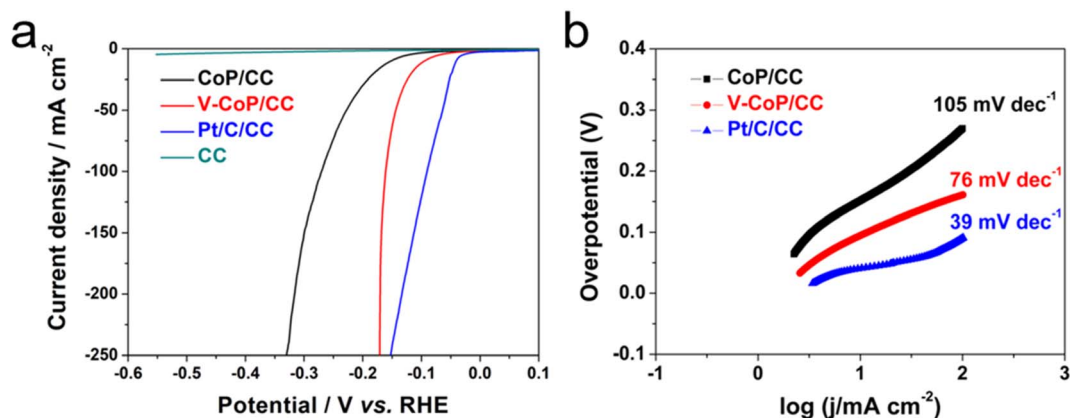 a
Current density / mA cm⁻²
0
-50
-100
-150
-200
-250
CoP/CC
V-CoP/CC
Pt/C/CC
CC
-0.6 -0.5 -0.4 -0.3 -0.2 -0.1 0.0 0.1
Potential / V vs. RHE
b
Overpotential (V)
0.4
0.3
0.2
0.1
0.0
-0.1
CoP/CC
V-CoP/CC
Pt/C/CC
105 mV dec⁻¹
76 mV dec⁻¹
39 mV dec⁻¹
-1 0 1 2 3
log (j/mA cm⁻²)